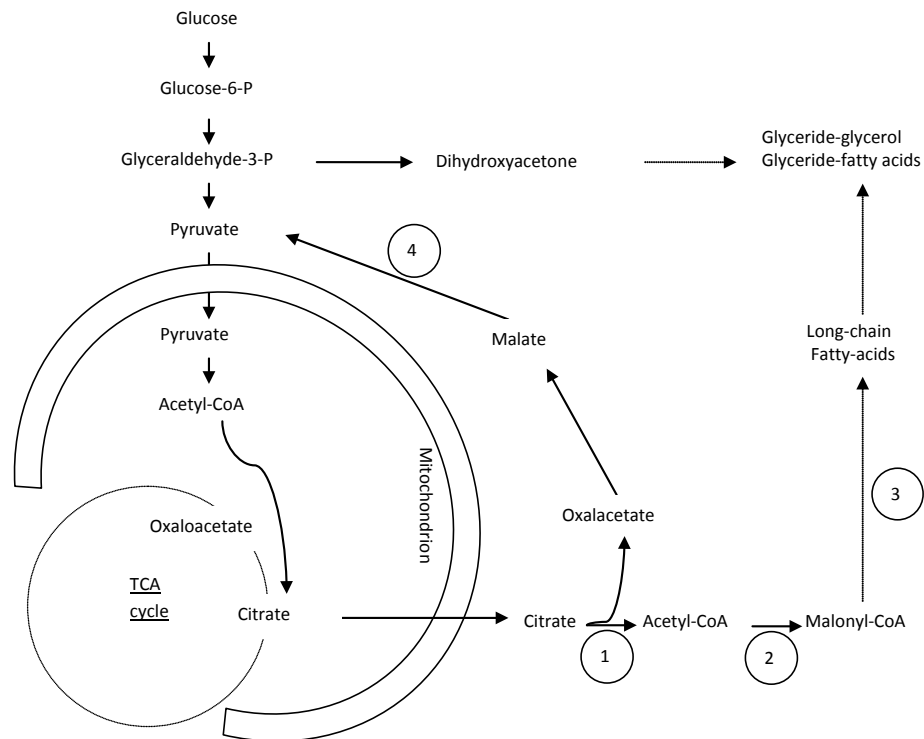 Glucose
Glucose-6-P
Glyceraldehyde-3-P
Dihydroxyacetone
Glyceride-glycerol
Glyceride-fatty acids
Pyruvate
4
Pyruvate
Malate
Long-chain
Fatty-acids
Acetyl-CoA
Mitochondrion
3
Oxaloacetate
Oxalacetate
TCA
cycle
Citrate
Citrate
Acetyl-CoA
Malonyl-CoA
1
2